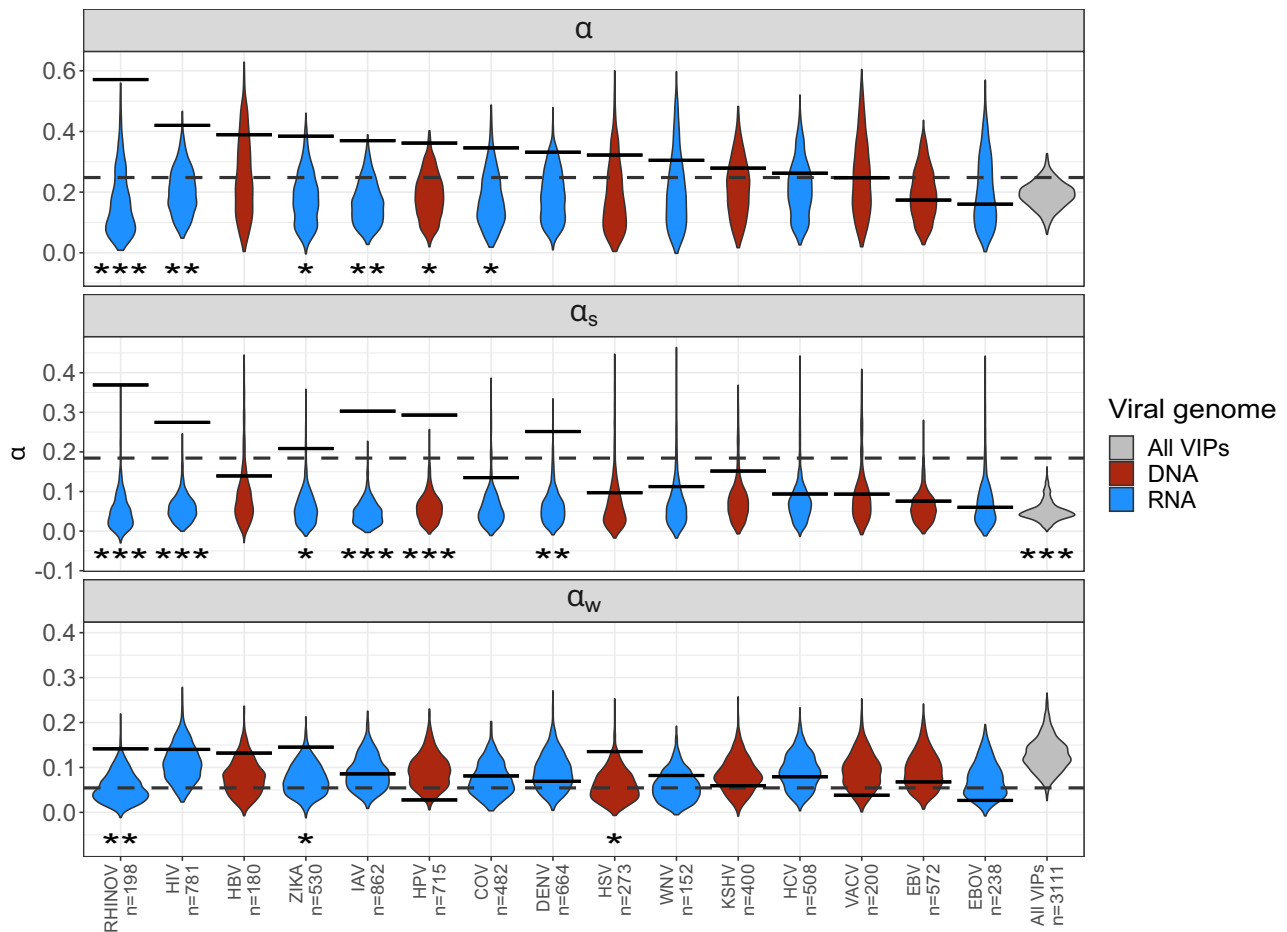 α
0.6
0.4
0.2
0.0
*** ** * ** * *
αs
0.4
0.3
0.2
0.1
0.0
-0.1
*** *** * *** *** ** ***
αw
0.4
0.3
0.2
0.1
0.0
** * *
α
RHINOV
n=198
HIV
n=781
HBV
n=180
ZIKA
n=530
IAV
n=882
HPV
n=715
COV
n=482
DENV
n=664
HSV
n=273
WNV
n=152
KSHV
n=400
HCV
n=508
VACV
n=200
EBV
n=572
EBOV
n=238
All VIPs
n=3111
Viral genome
All VIPs
DNA
RNA